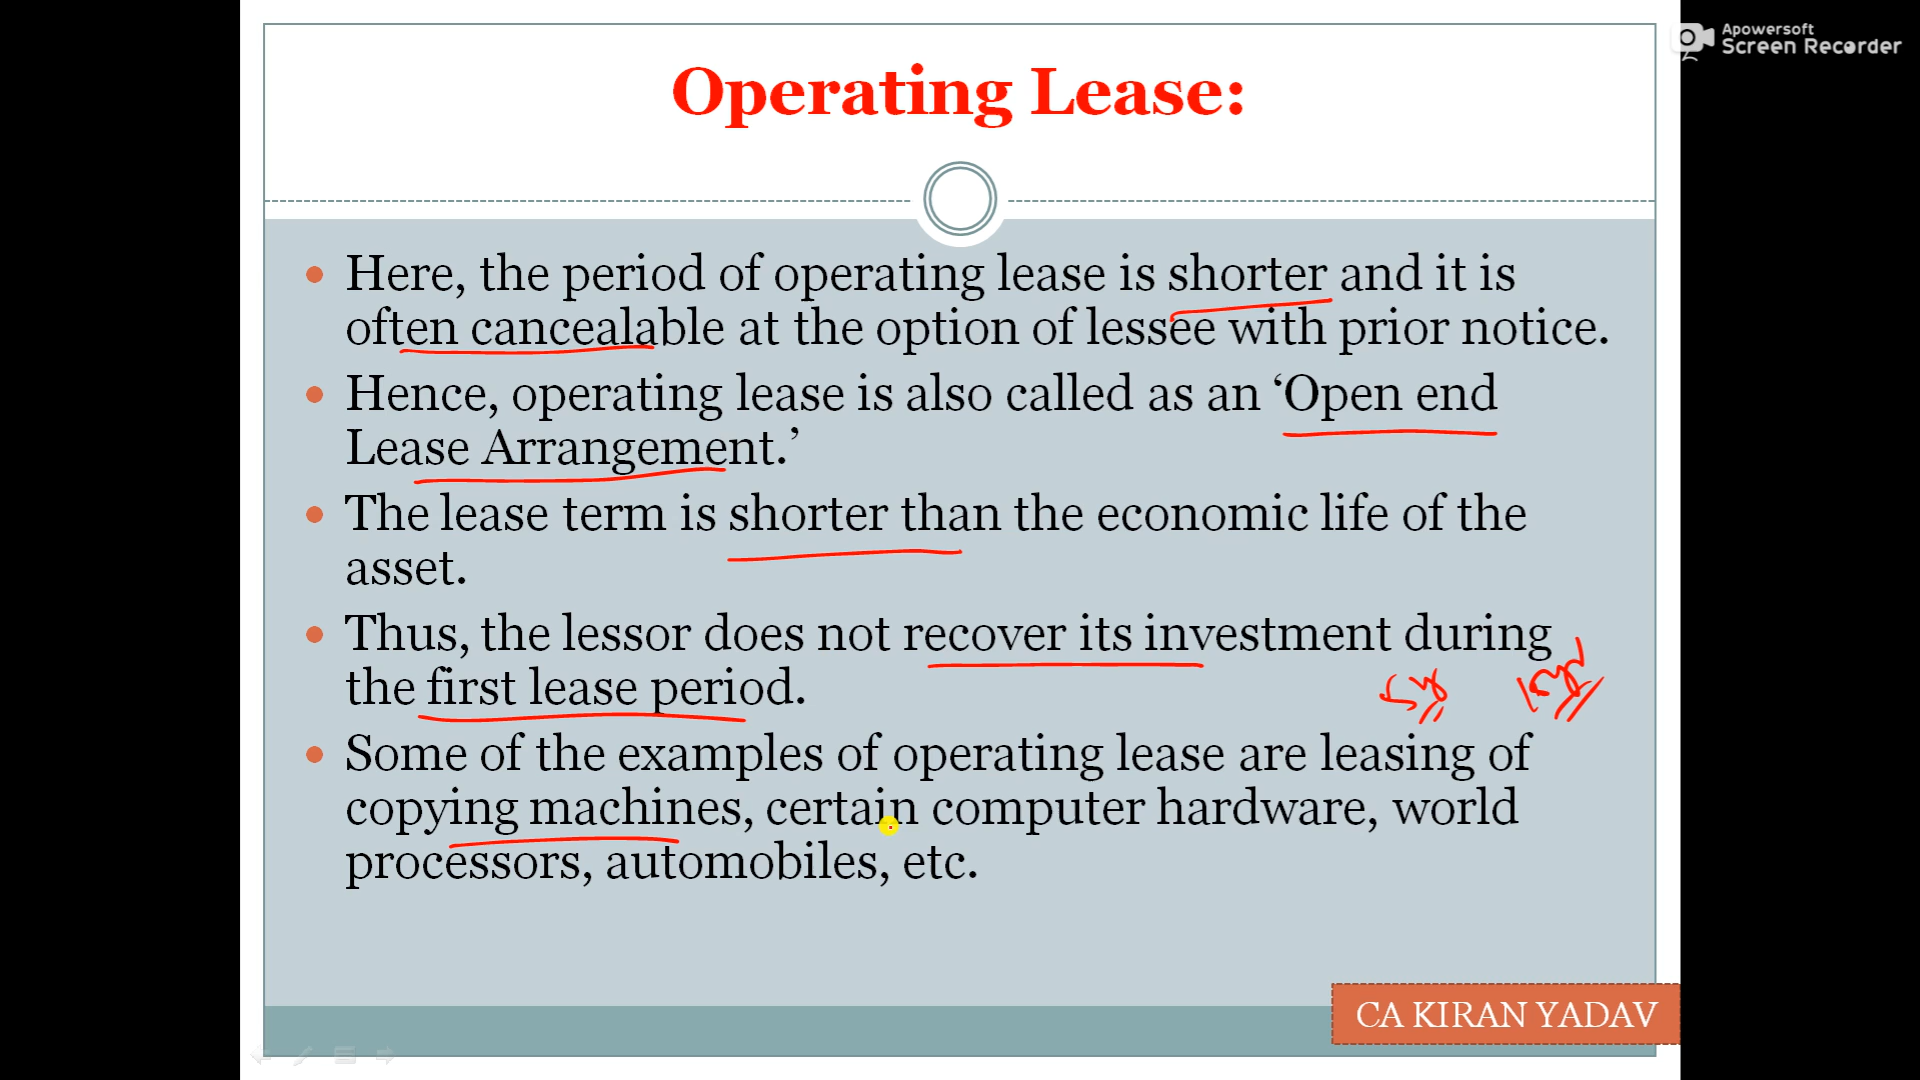 Apowersoft
Screen Recorder
Operating Lease:
Here, the period of operating lease is shorter and it is
often cancealable at the option of lessee with prior notice.
Hence, operating lease is also called as an ‘Open end
Lease Arrangement.’
The lease term is shorter than the economic life of the
asset.
Thus, the lessor does not recover its investment during
the first lease period.
Some of the examples of operating lease are leasing of
copying machines, certain computer hardware, world
processors, automobiles, etc.
CA KIRAN YADAV